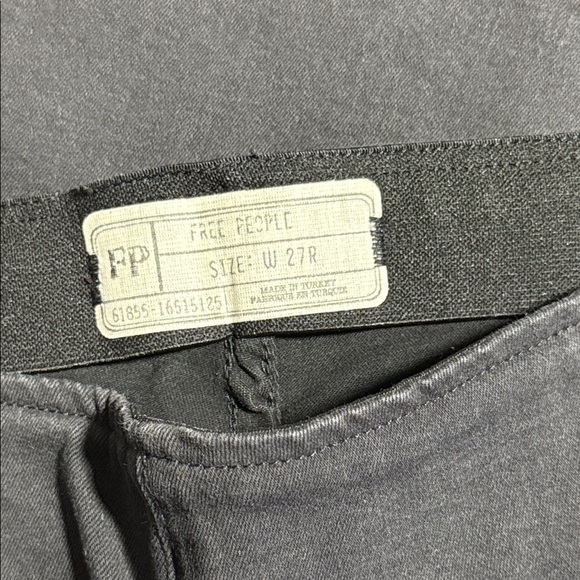 FP
FREE PEOPLE
SIZE: W 27R
61855-16515125
MADE IN TURKEY
FABRIQUE EN TURQUIE